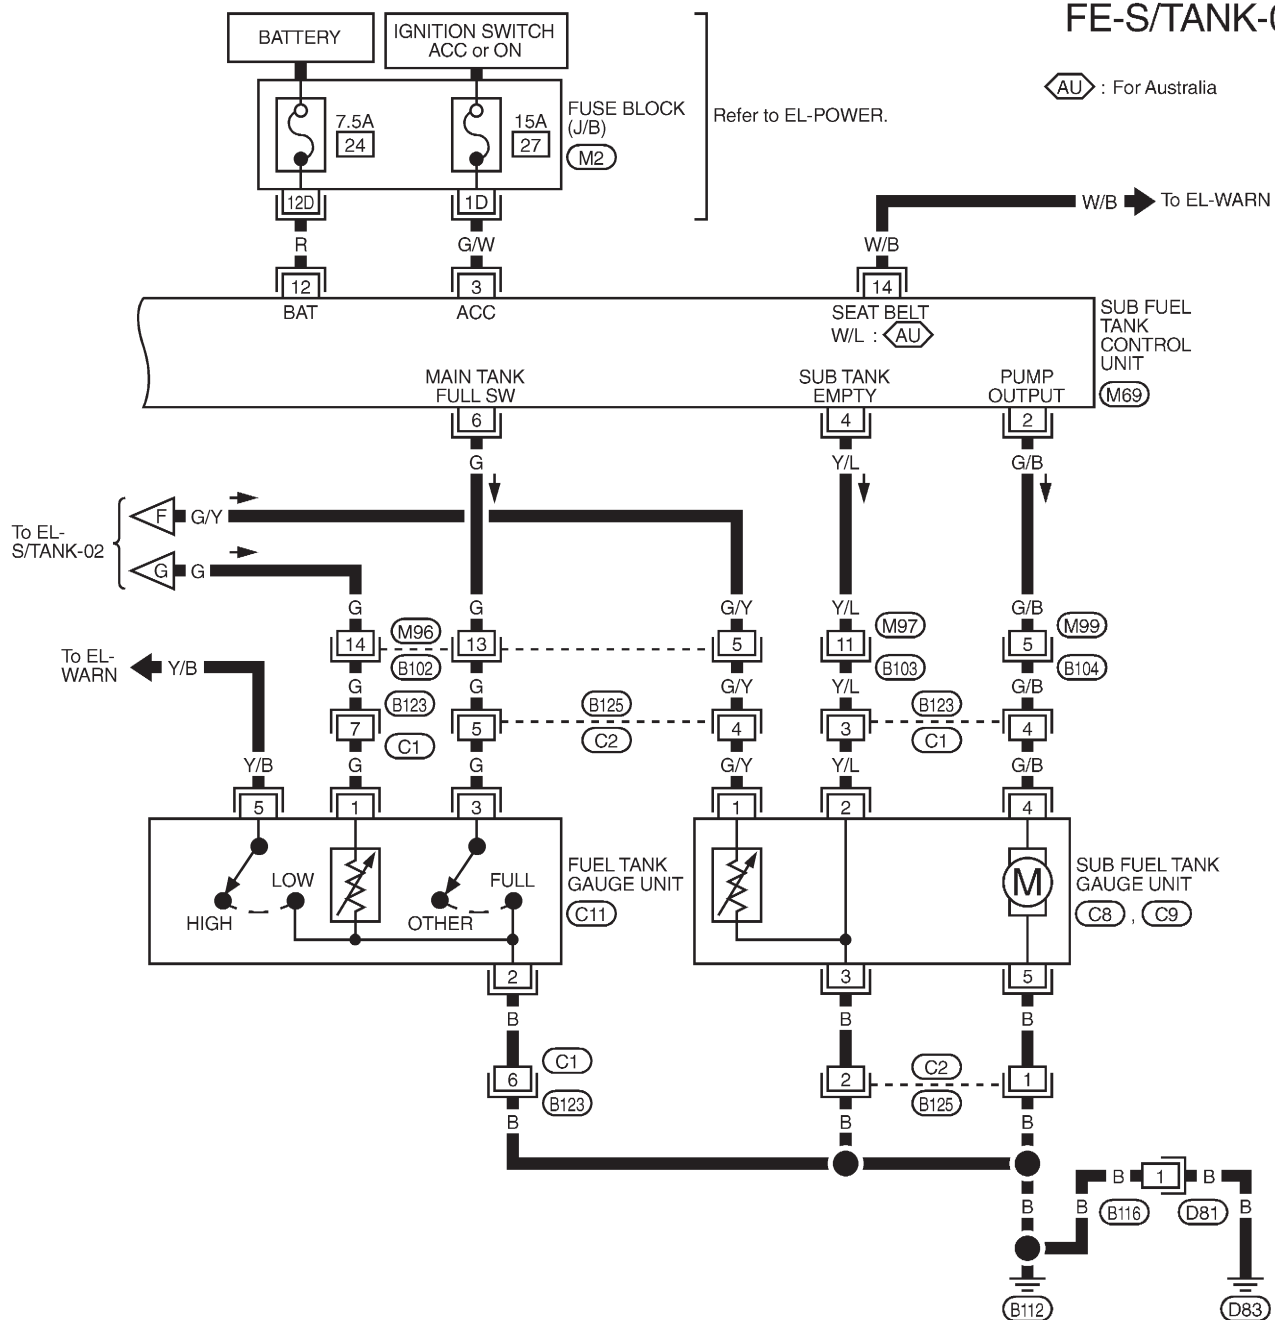 FE-S/TANK-0
BATTERY
IGNITION SWITCH
ACC or ON
AU : For Australia
7.5A
24
15A
27
FUSE BLOCK
(J/B)
M2
Refer to EL-POWER.
12D
1D
R
G/W
W/B
W/B
To EL-WARN
12
3
14
BAT
ACC
SEAT BELT
W/L : AU
MAIN TANK
FULL SW
SUB TANK
EMPTY
PUMP
OUTPUT
SUB FUEL
TANK
CONTROL
UNIT
M69
6
4
2
G
Y/L
G/B
To EL-
S/TANK-02
F
G/Y
G
G
G
G
G/Y
Y/L
G/B
14
M96
B102
13
5
11
M97
B103
5
M99
B104
To EL-
WARN
Y/B
G
G
G/Y
Y/L
G/B
7
B123
C1
5
B125
C2
4
3
B123
C1
4
Y/B
G
G
G/Y
Y/L
G/B
5
1
3
1
2
4
HIGH
LOW
OTHER
FULL
FUEL TANK
GAUGE UNIT
C11
M
SUB FUEL TANK
GAUGE UNIT
C8 , C9
2
3
5
B
B
B
6
C1
B123
2
C2
B125
1
B
B
B
B
B
B
1
B
B
B116
D81
B112
D83